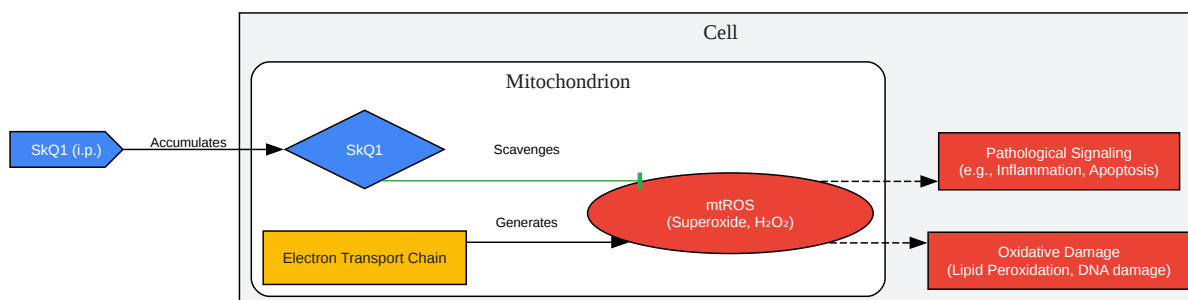 Cell
Mitochondrion
SkQ1 (i.p.)
Accumulates
SkQ1
Scavenges
Pathological Signaling
(e.g., Inflammation, Apoptosis)
mtROS
(Superoxide, H₂O₂)
Generates
Electron Transport Chain
Oxidative Damage
(Lipid Peroxidation, DNA damage)